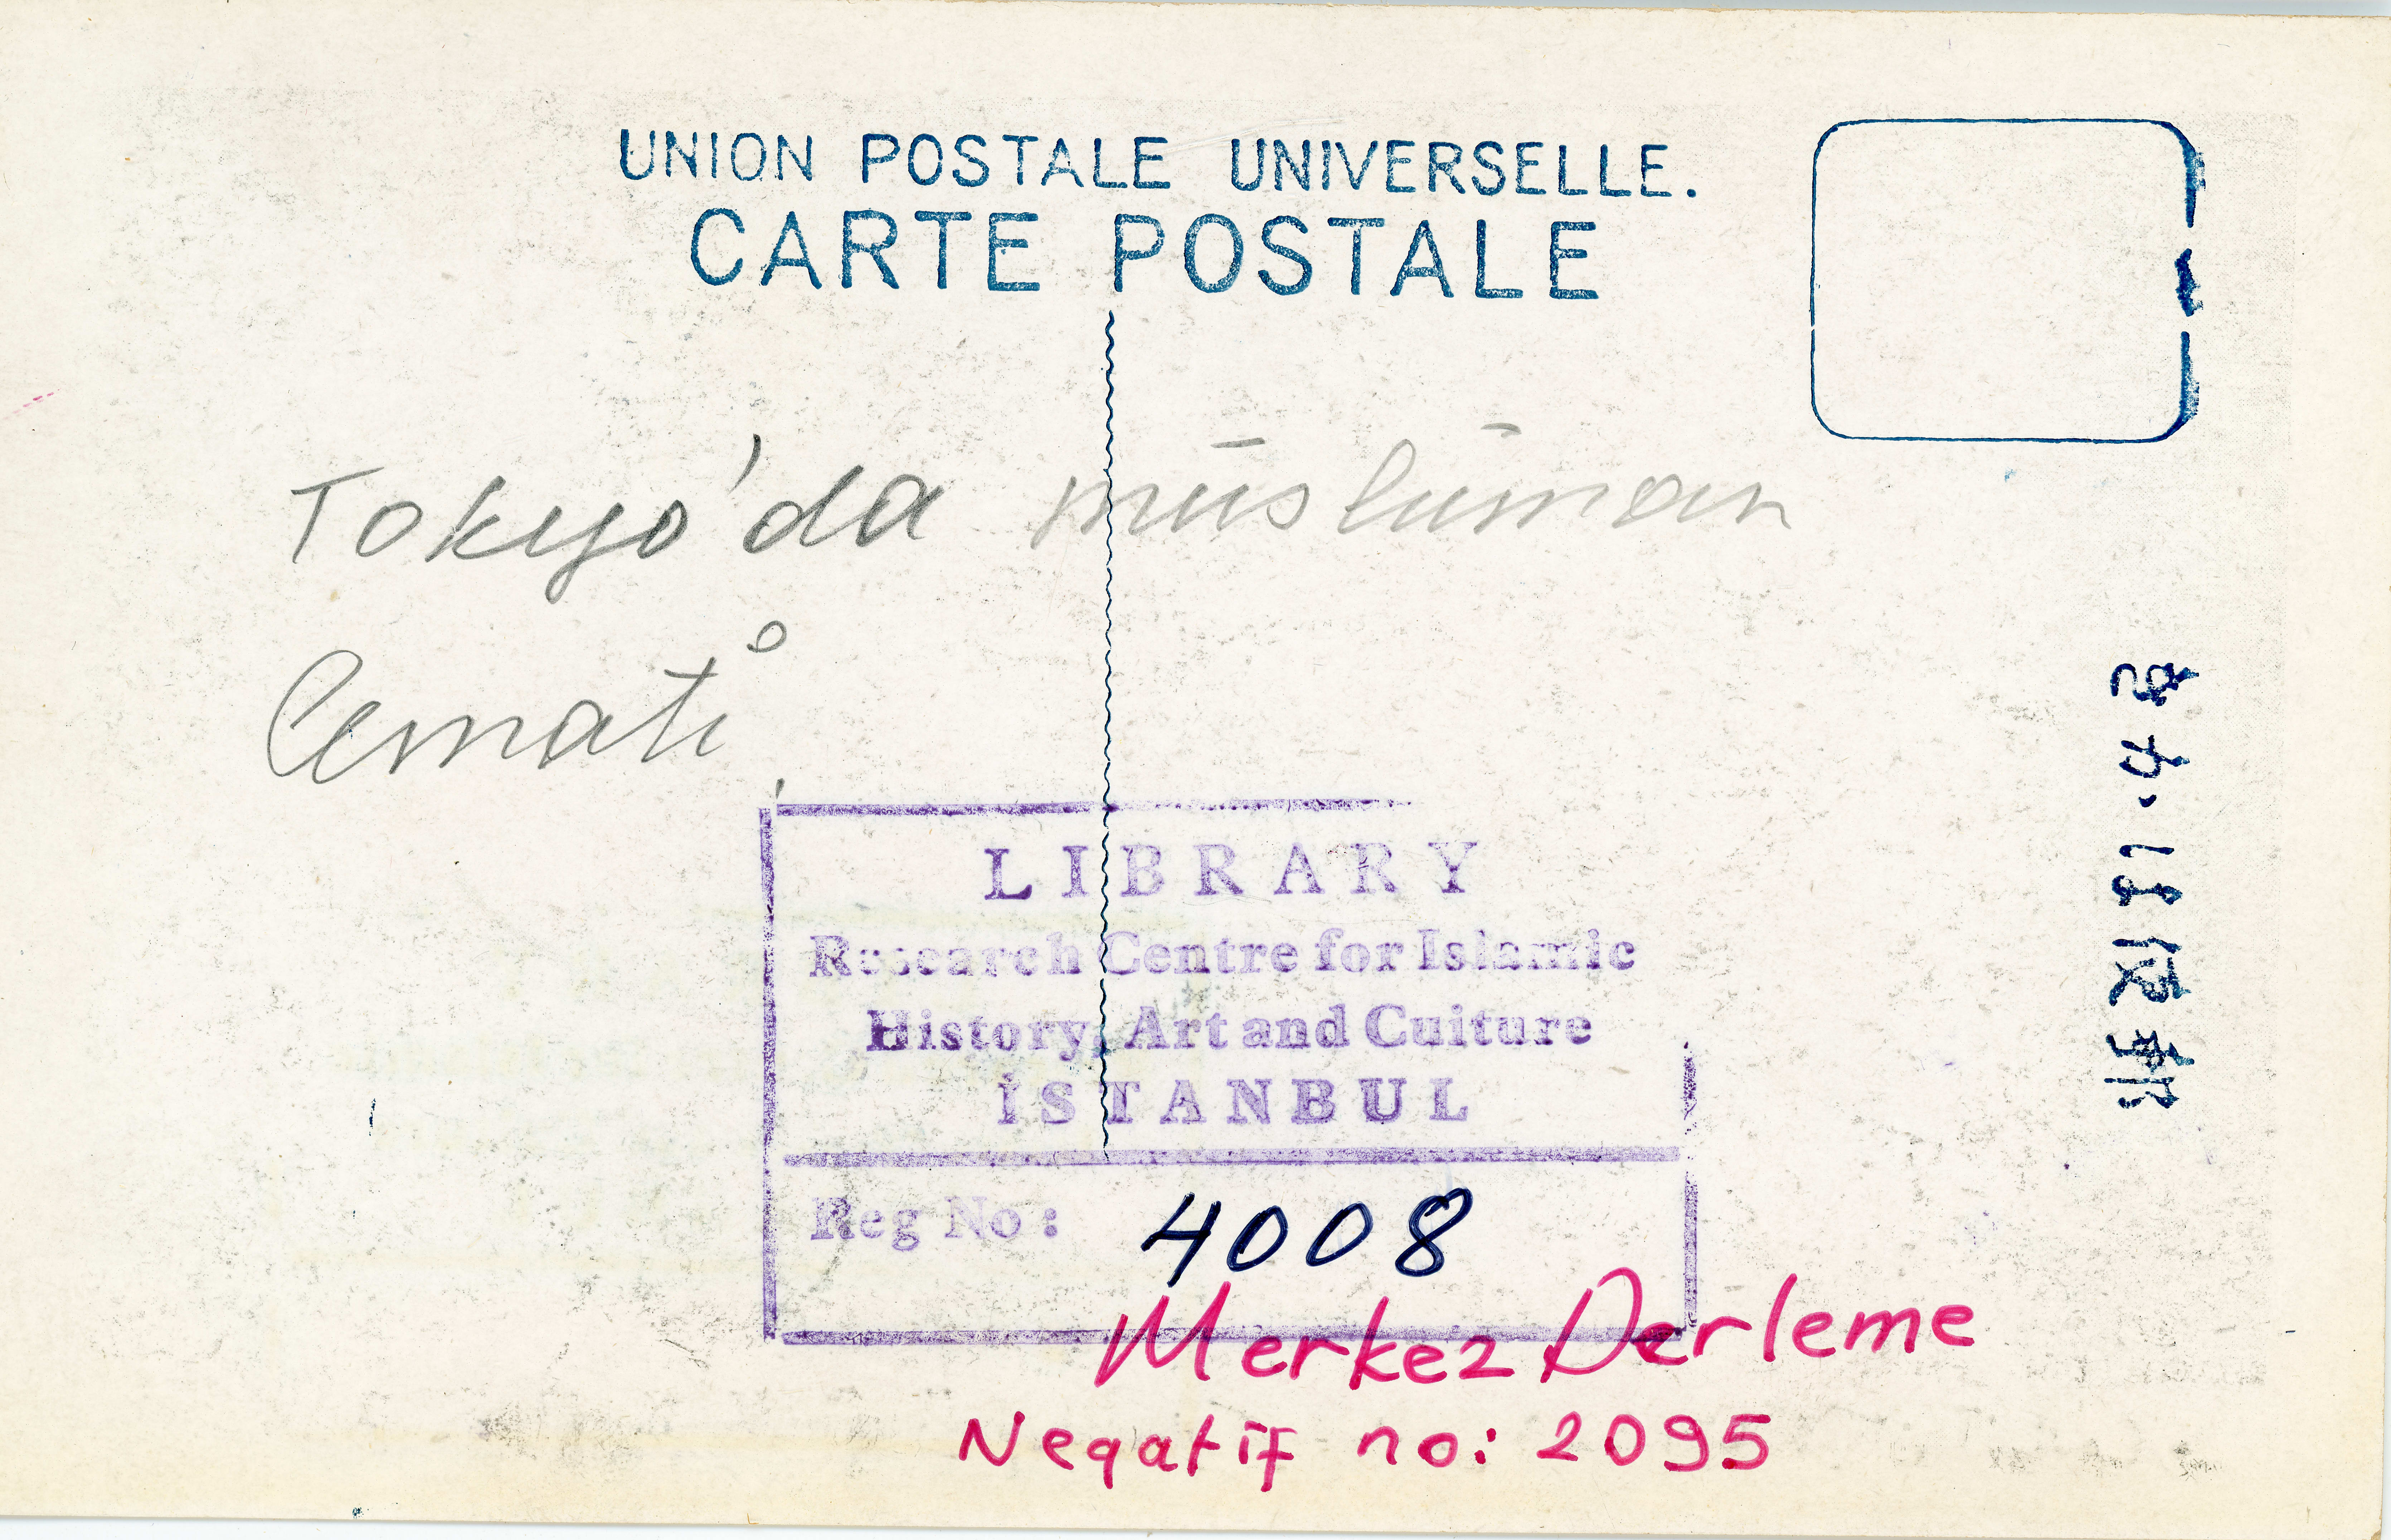 UNION POSTALE UNIVERSELLE.
CARTE POSTALE
Tokyo'da müslüman
Cemati
LIBRARY
Research Centre for Islamic
History, Art and Culture
İSTANBUL
Reg No: 4008
Merkez Derleme
Negatif no: 2095